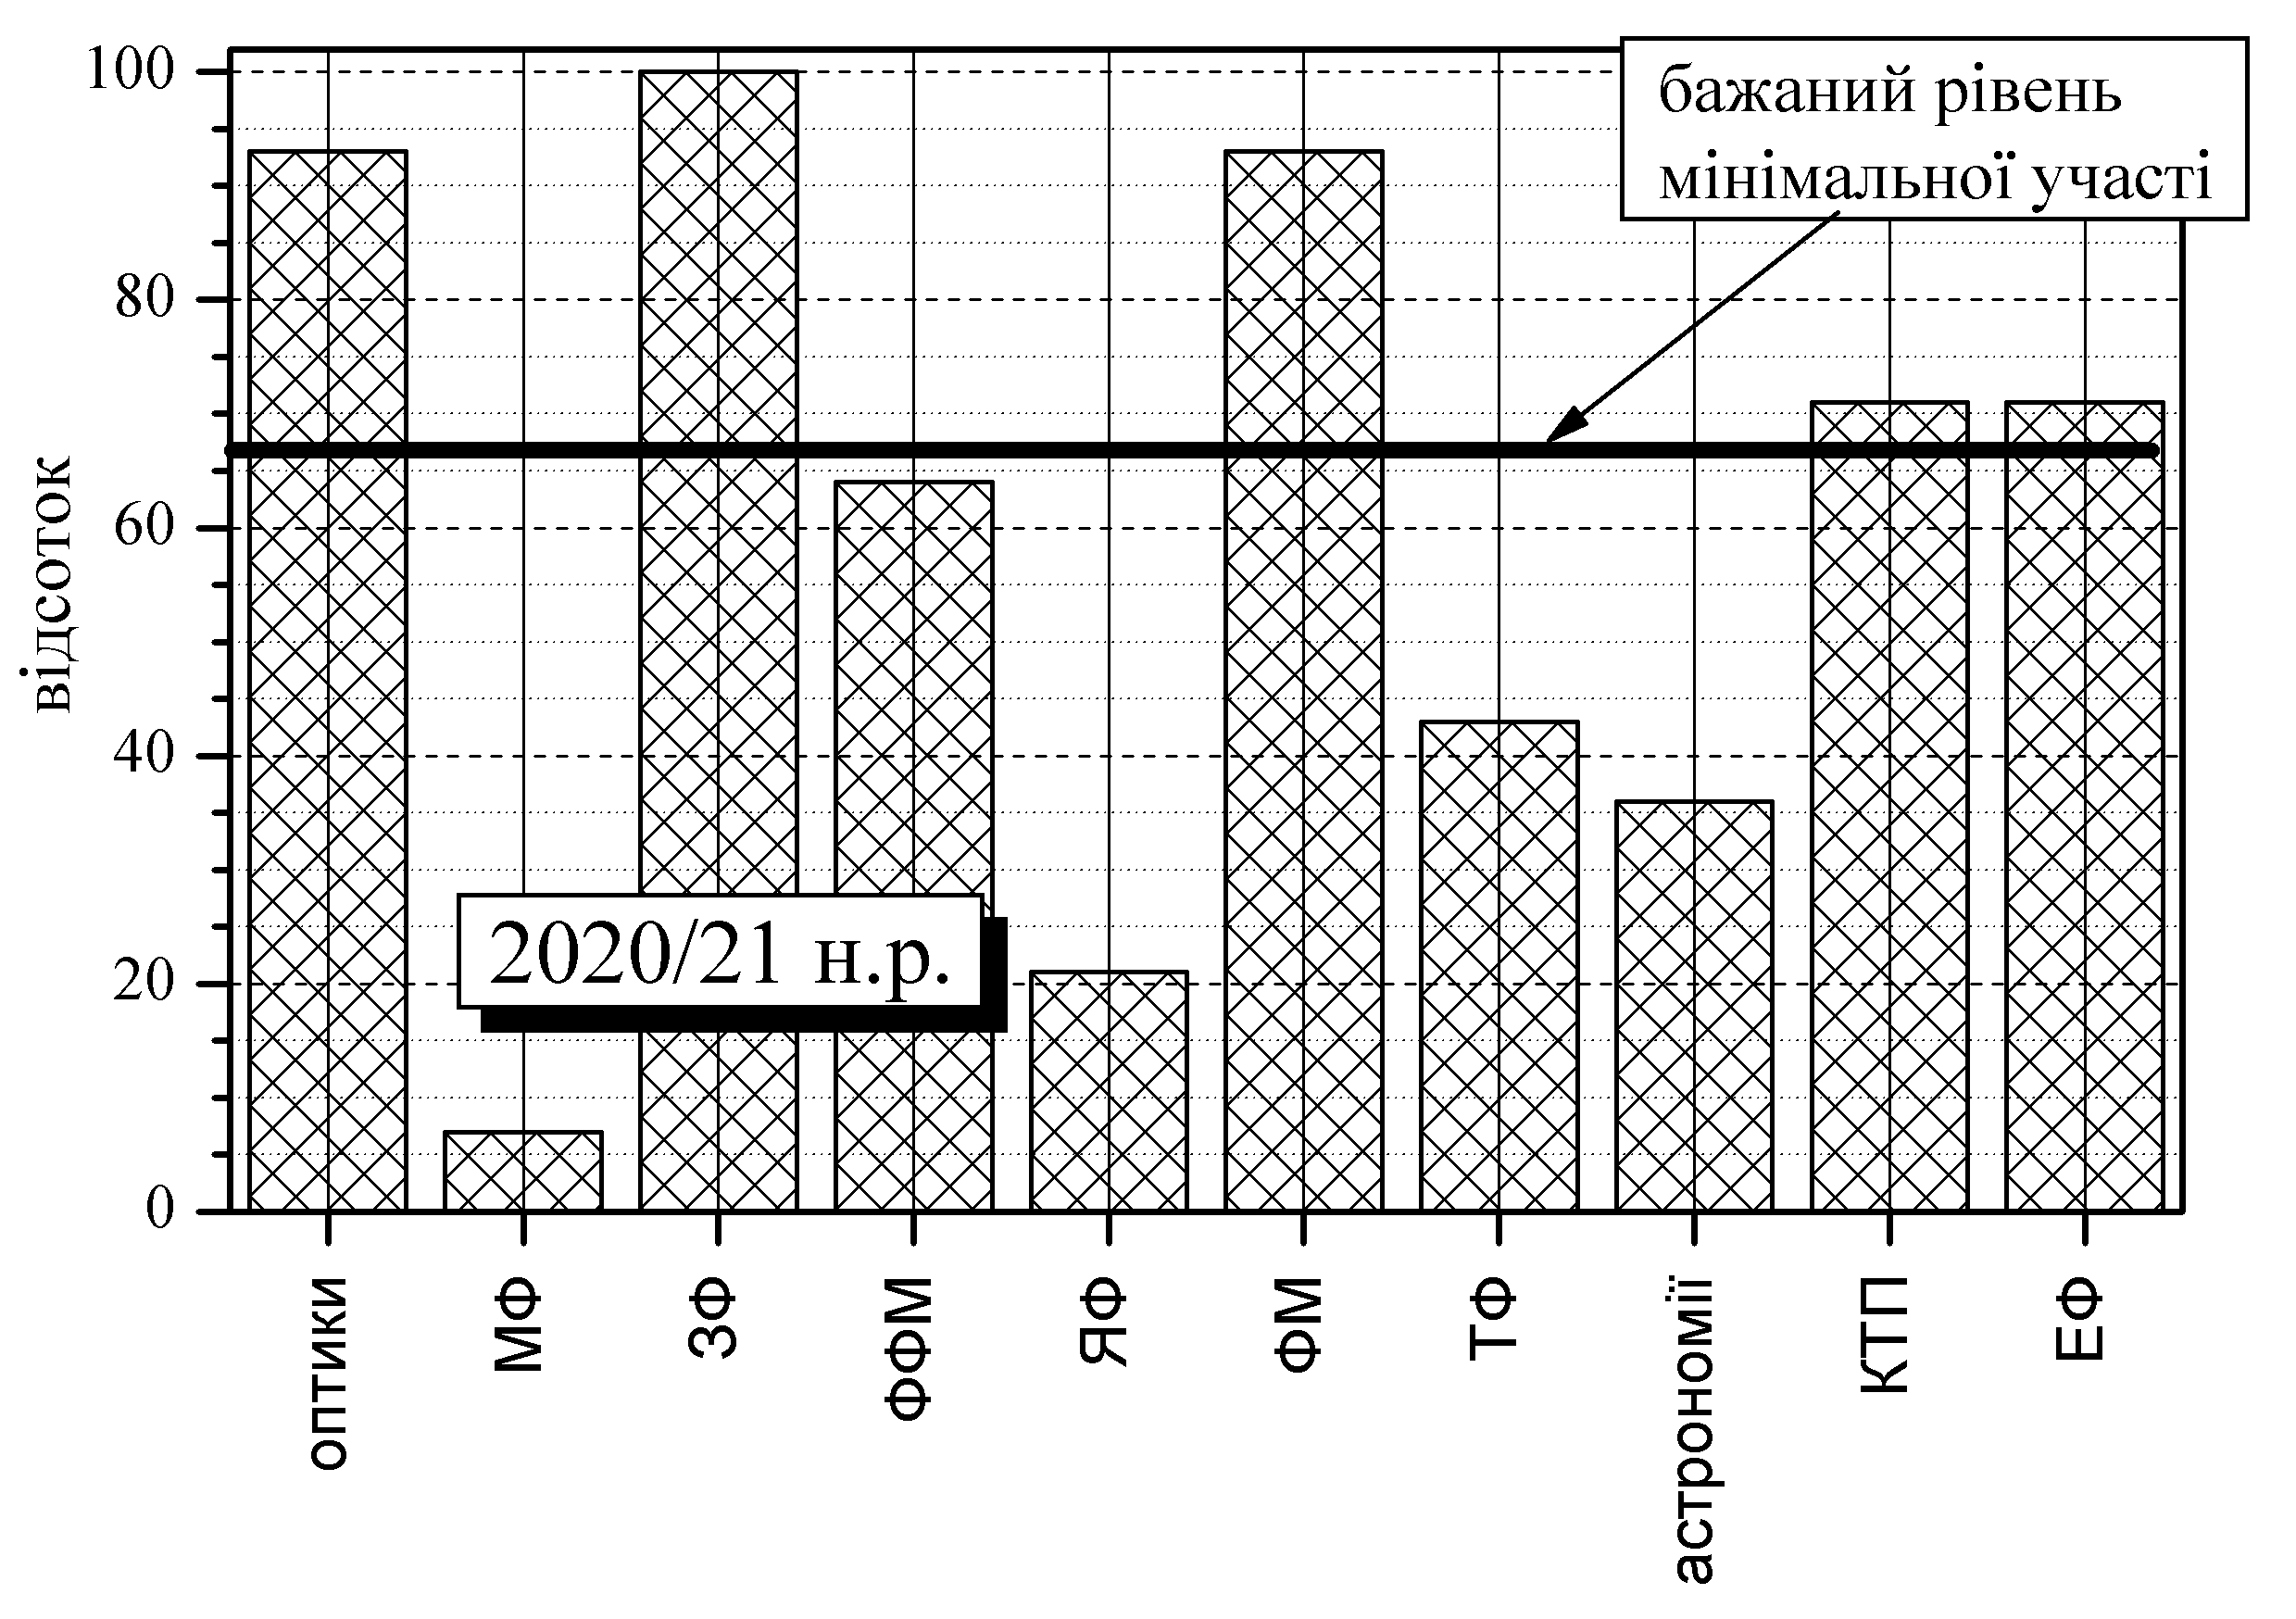 бажаний рівень
мінімальної участі
100
80
60
40
20
0
відсоток
2020/21 н.р.
оптики
МФ
ЗФ
ФФМ
ЯФ
ФМ
ТФ
астрономії
КТП
ЕФ